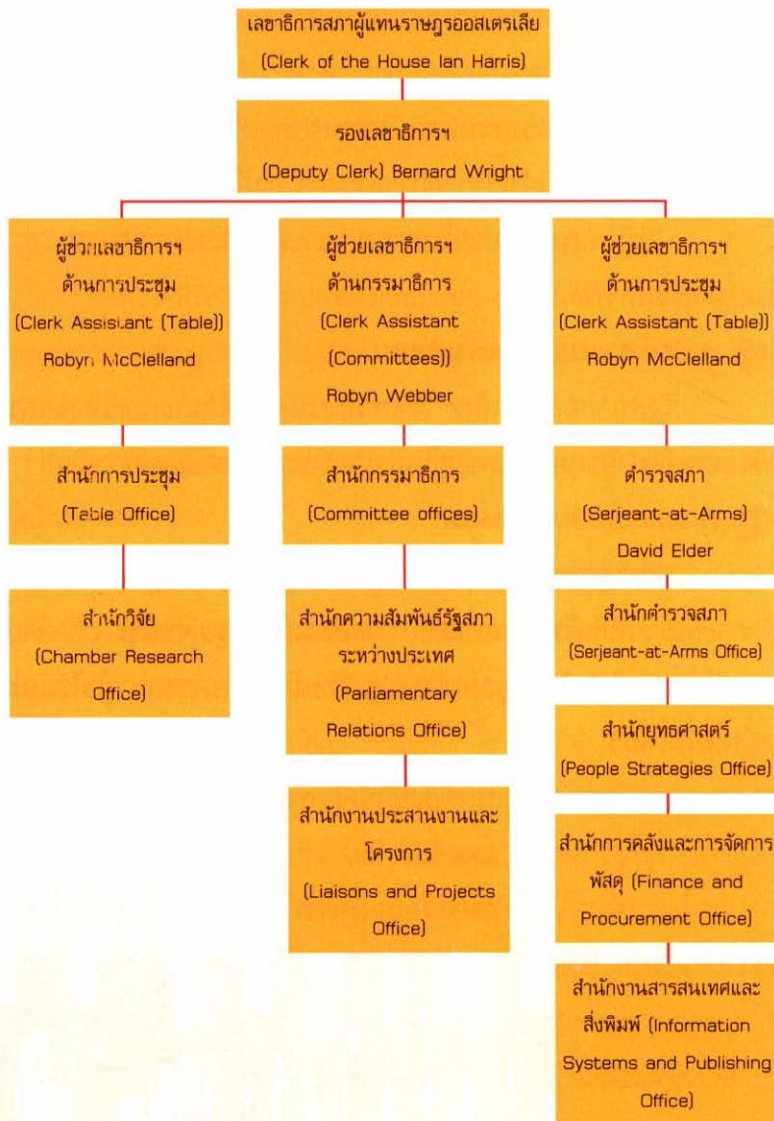 เลขาธิการสภาผู้แทนราษฎรออสเตรเลีย
(Clerk of the House Ian Harris)
รองเลขาธิการฯ
(Deputy Clerk) Bernard Wright
ผู้ช่วยเลขาธิการฯ
ด้านการประชุม
(Clerk Assistant (Table))
Robyn McClelland
สำนักการประชุม
(Table Office)
สำนักวิจัย
(Chamber Research
Office)
ผู้ช่วยเลขาธิการฯ
ด้านกรรมาธิการ
(Clerk Assistant
(Committees))
Robyn Webber
สำนักกรรมาธิการ
(Committee offices)
สำนักความสัมพันธ์รัฐสภา
ระหว่างประเทศ
(Parliamentary
Relations Office)
สำนักงานประสานงานและ
โครงการ
(Liaisons and Projects
Office)
ผู้ช่วยเลขาธิการฯ
ด้านการประชุม
(Clerk Assistant (Table))
Robyn McClelland
ตำรวจสภา
(Serjeant-at-Arms)
David Elder
สำนักตำรวจสภา
(Serjeant-at-Arms Office)
สำนักยุทธศาสตร์
(People Strategies Office)
สำนักการคลังและการจัดการ
พัสดุ (Finance and
Procurement Office)
สำนักงานสารสนเทศและ
สิ่งพิมพ์ (Information
Systems and Publishing
Office)